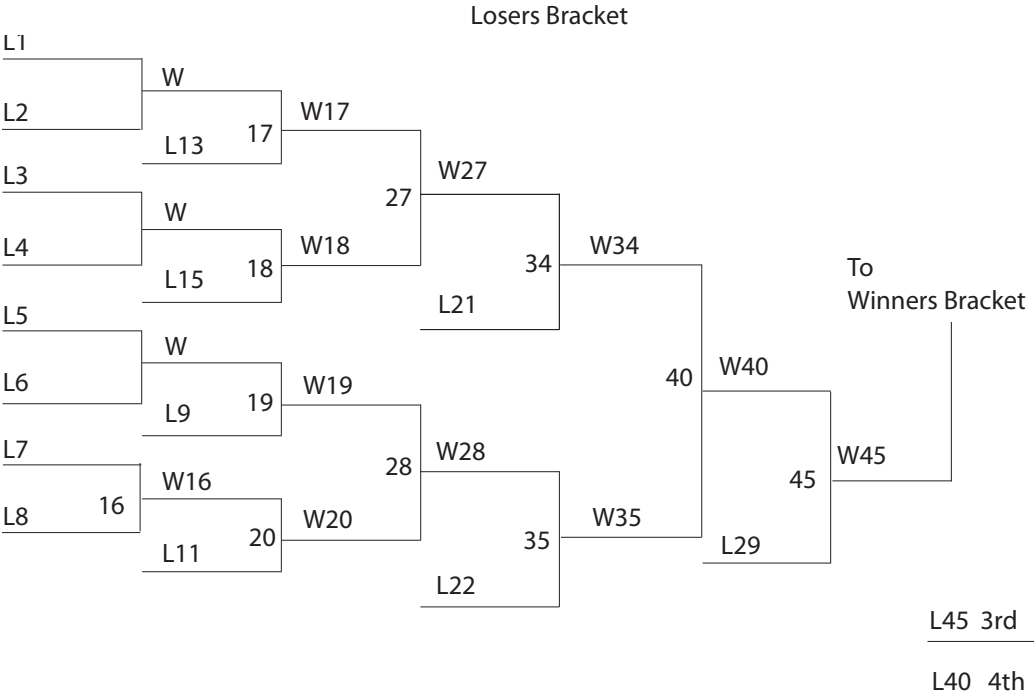 Losers Bracket
L1
W
L2
W17
17
L13
L3
W27
27
W
L4
W18
W34
18
34
L15
To
L21
Winners Bracket
L5
W
L6
W19
40
W40
19
L9
L7
W28
W45
28
45
W16
16
L8
W20
W35
20
35
L29
L11
L22
L45 3rd
L40 4th